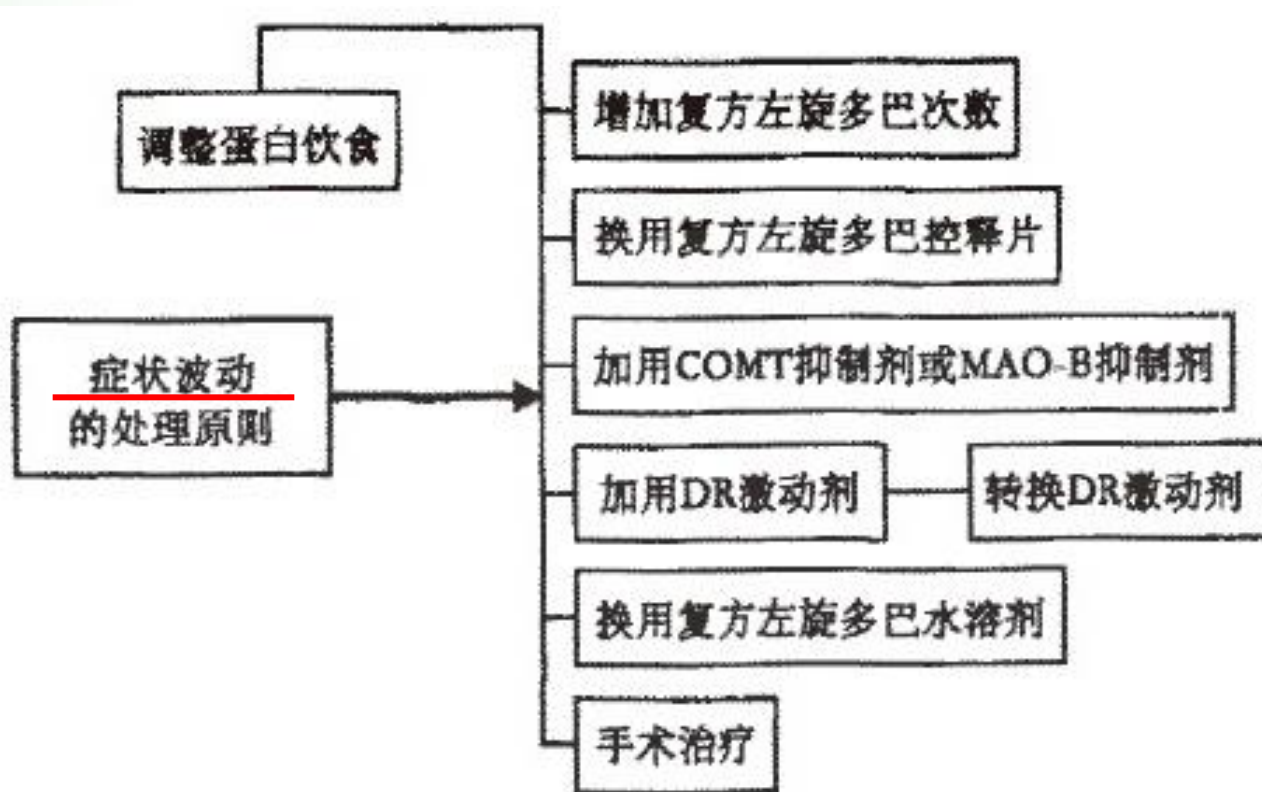 调整蛋白饮食
增加复方左旋多巴次数
换用复方左旋多巴控释片
症状波动
的处理原则
加用COMT抑制剂或MAO-B抑制剂
加用DR激动剂
转换DR激动剂
换用复方左旋多巴水溶剂
手术治疗